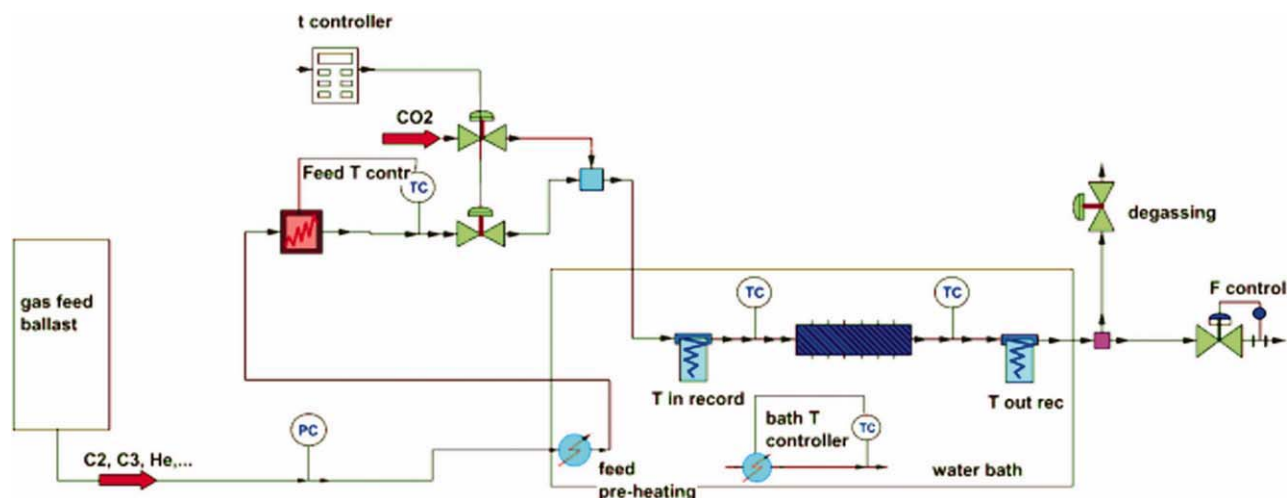 t controller
CO2
Feed T contr
TC
gas feed
ballast
degassing
TC
TC
F control
T in record
T out rec
bath T
controller
TC
PC
C2, C3, He,...
feed
pre-heating
water bath